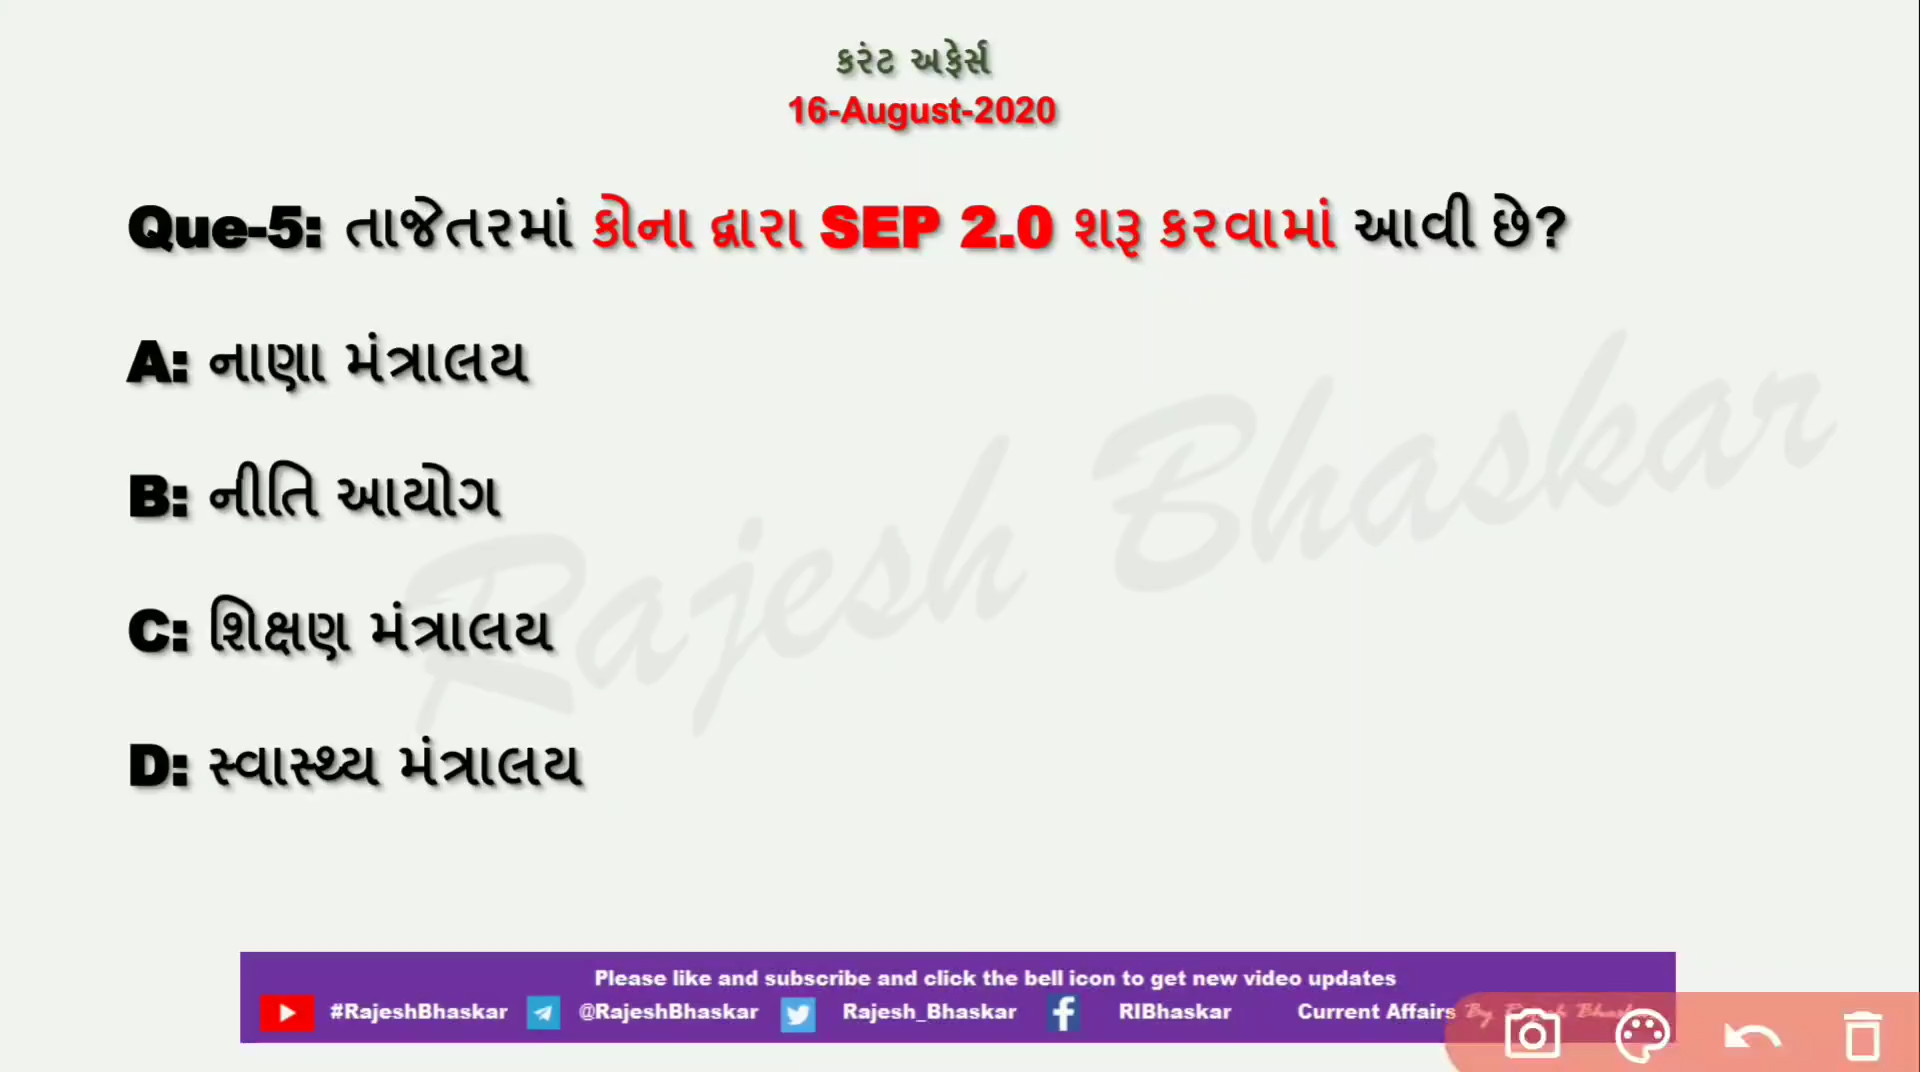 કરંટ અફેર્સ
16-August-2020
Que-5: તાજેતરમાં કોના દ્વારા SEP 2.0 શરૂ કરવામાં આવી છે?
A: નાણા મંત્રાલય
B: નીતિ આયોગ
C: શિક્ષણ મંત્રાલય
D: સ્વાસ્થ્ય મંત્રાલય
Rajesh Bhaskar
Please like and subscribe and click the bell icon to get new video updates
#RajeshBhaskar @RajeshBhaskar Rajesh_Bhaskar RIBhaskar Current Affairs By